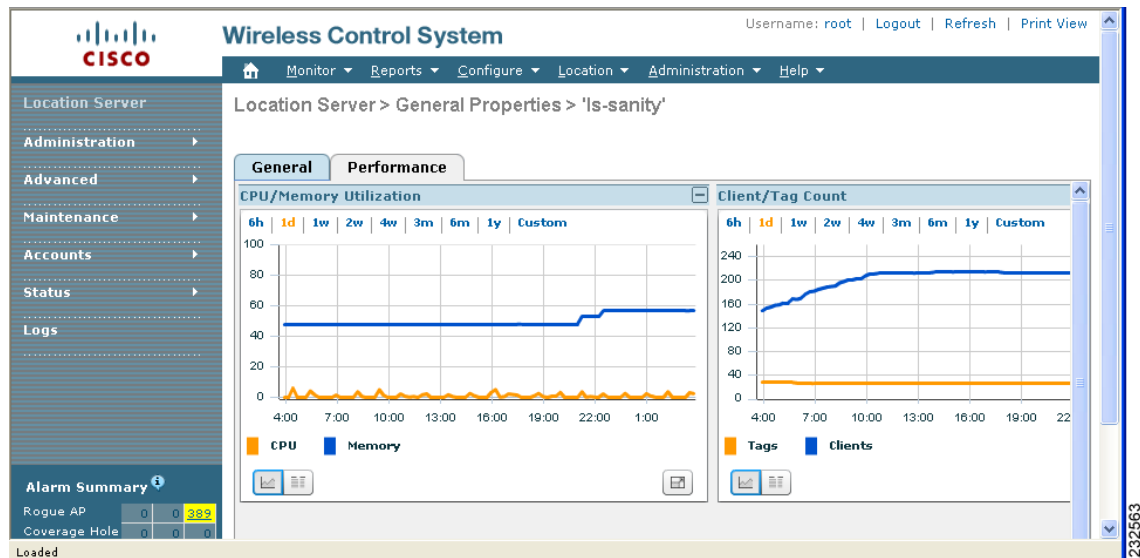 CISCO
Wireless Control System
Username: root | Logout | Refresh | Print View
Monitor Reports Configure Location Administration Help
Location Server
Administration
Advanced
Maintenance
Accounts
Status
Logs
Location Server > General Properties > 'ls-sanity'
General Performance
CPU/Memory Utilization
6h | 1d | 1w | 2w | 4w | 3m | 6m | 1y | Custom
100
80
60
40
20
0
4:00 7:00 10:00 13:00 16:00 19:00 22:00 1:00
CPU Memory
Client/Tag Count
6h | 1d | 1w | 2w | 4w | 3m | 6m | 1y | Custom
240
200
160
120
80
40
0
4:00 7:00 10:00 13:00 16:00 19:00 22
Tags Clients
Alarm Summary
Rogue AP 0 0 389
Coverage Hole 0 0 0
Loaded
232563